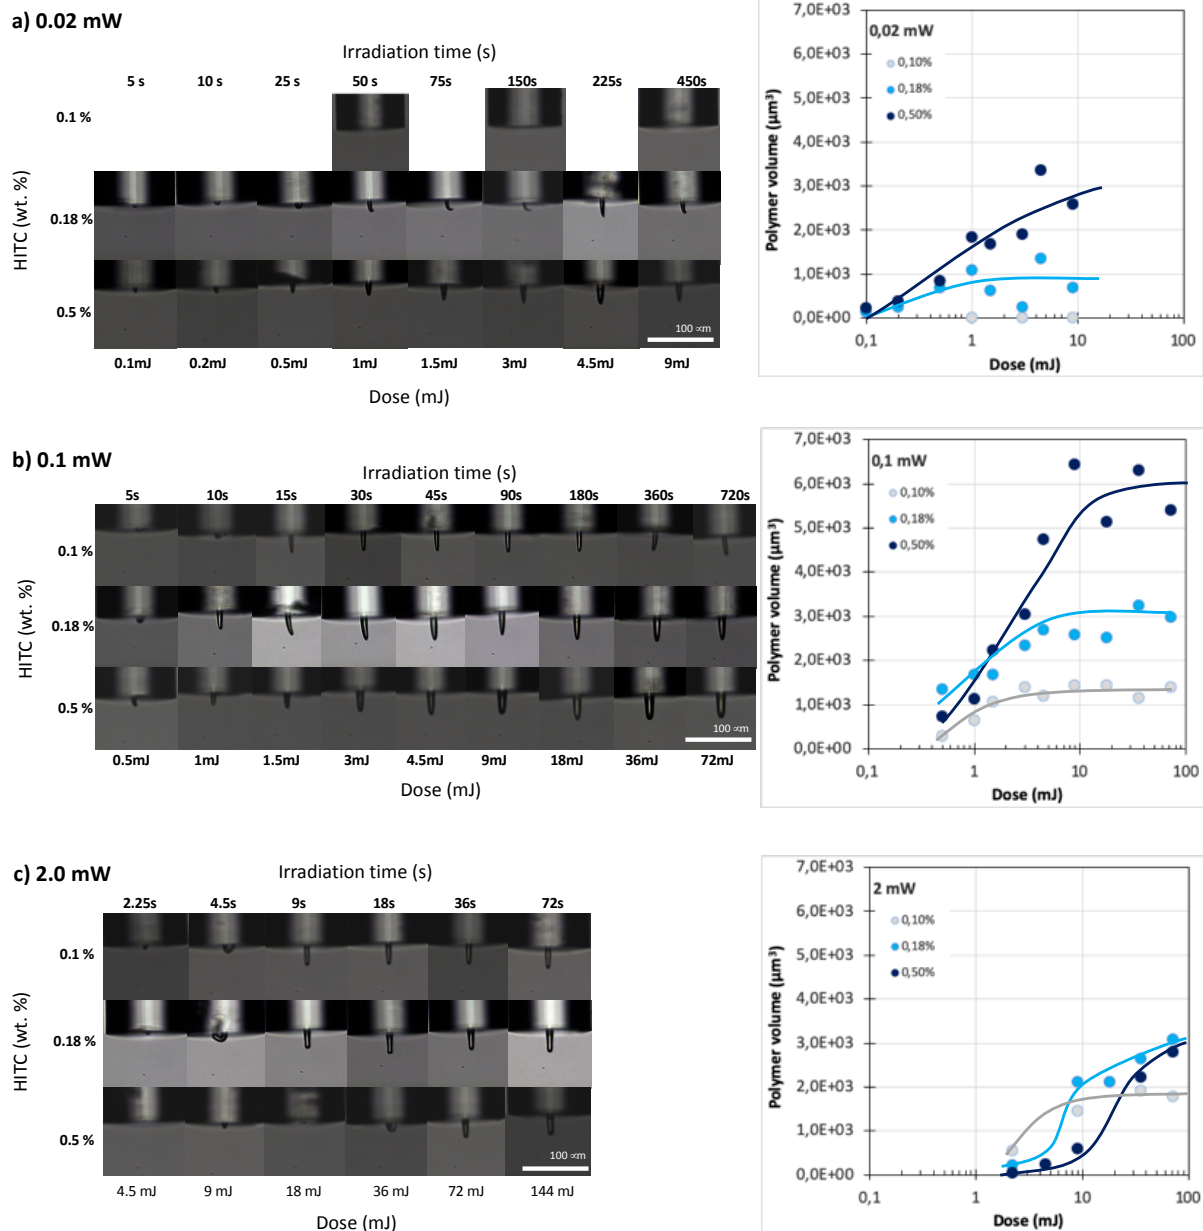 a) 0.02 mW
Irradiation time (s)
5 s 10 s 25 s 50 s 75s 150s 225s 450s
HITC (wt. %)
0.1 %
0.18 %
0.5 %
100 ∝m
0.1mJ 0.2mJ 0.5mJ 1mJ 1.5mJ 3mJ 4.5mJ 9mJ
Dose (mJ)
Polymer volume (µm³)
7,0E+03
6,0E+03
5,0E+03
4,0E+03
3,0E+03
2,0E+03
1,0E+03
0,0E+00
0,02 mW
0,10%
0,18%
0,50%
0,1 1 10 100
Dose (mJ)
b) 0.1 mW
Irradiation time (s)
5s 10s 15s 30s 45s 90s 180s 360s 720s
HITC (wt. %)
0.1 %
0.18 %
0.5 %
100 ∝m
0.5mJ 1mJ 1.5mJ 3mJ 4.5mJ 9mJ 18mJ 36mJ 72mJ
Dose (mJ)
Polymer volume (µm³)
7,0E+03
6,0E+03
5,0E+03
4,0E+03
3,0E+03
2,0E+03
1,0E+03
0,0E+00
0,1 mW
0,10%
0,18%
0,50%
0,1 1 10 100
Dose (mJ)
c) 2.0 mW
Irradiation time (s)
2.25s 4.5s 9s 18s 36s 72s
HITC (wt. %)
0.1 %
0.18 %
0.5 %
100 ∝m
4.5 mJ 9 mJ 18 mJ 36 mJ 72 mJ 144 mJ
Dose (mJ)
Polymer volume (µm³)
7,0E+03
6,0E+03
5,0E+03
4,0E+03
3,0E+03
2,0E+03
1,0E+03
0,0E+00
2 mW
0,10%
0,18%
0,50%
0,1 1 10 100
Dose (mJ)